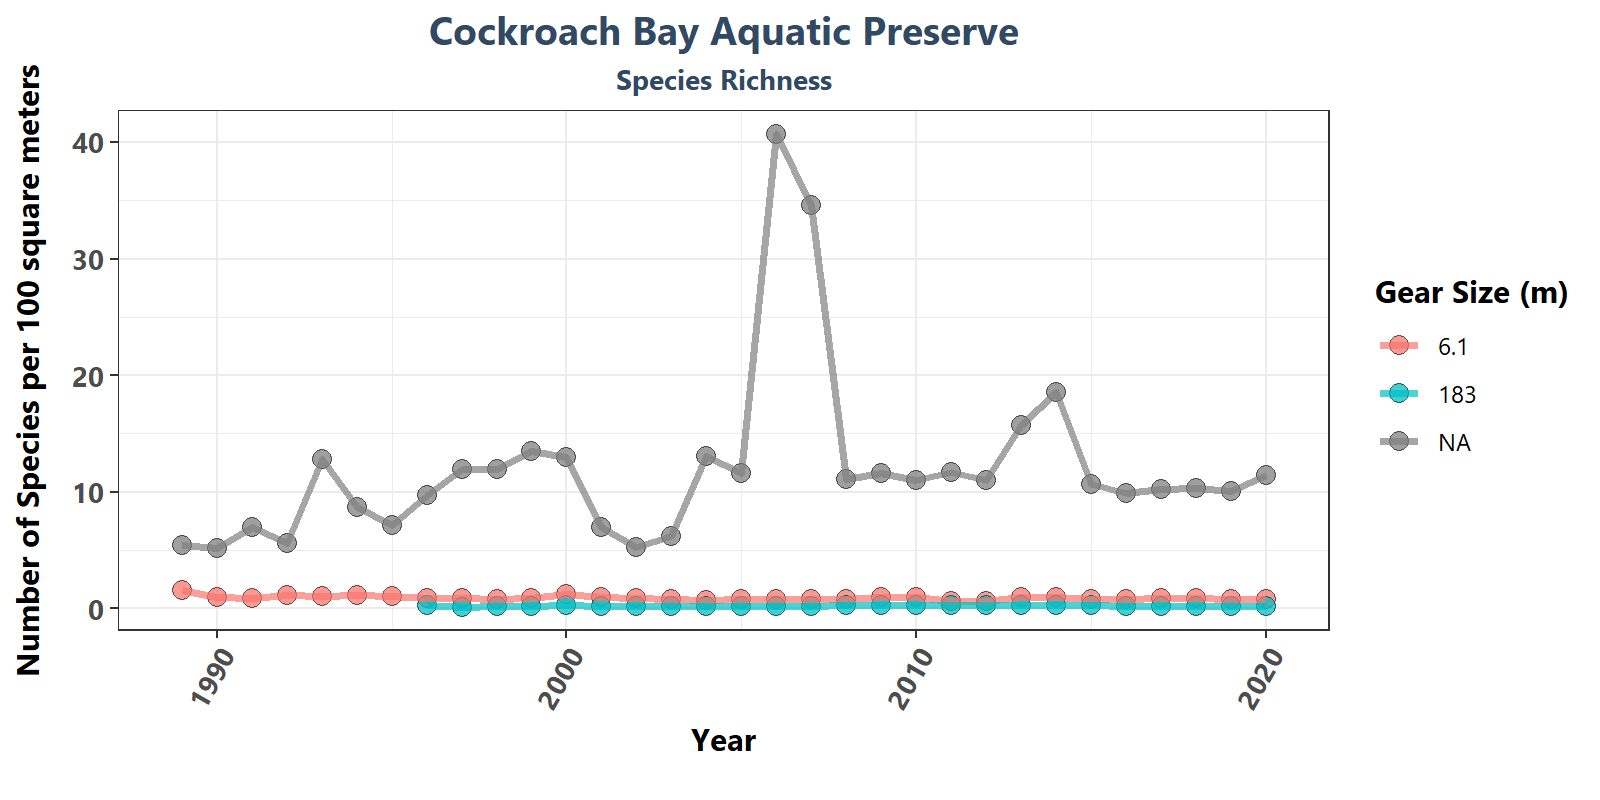 Cockroach Bay Aquatic Preserve
Species Richness
Number of Species per 100 square meters
40
30
20
10
0
1990
2000
2010
2020
Year
Gear Size (m)
6.1
183
NA